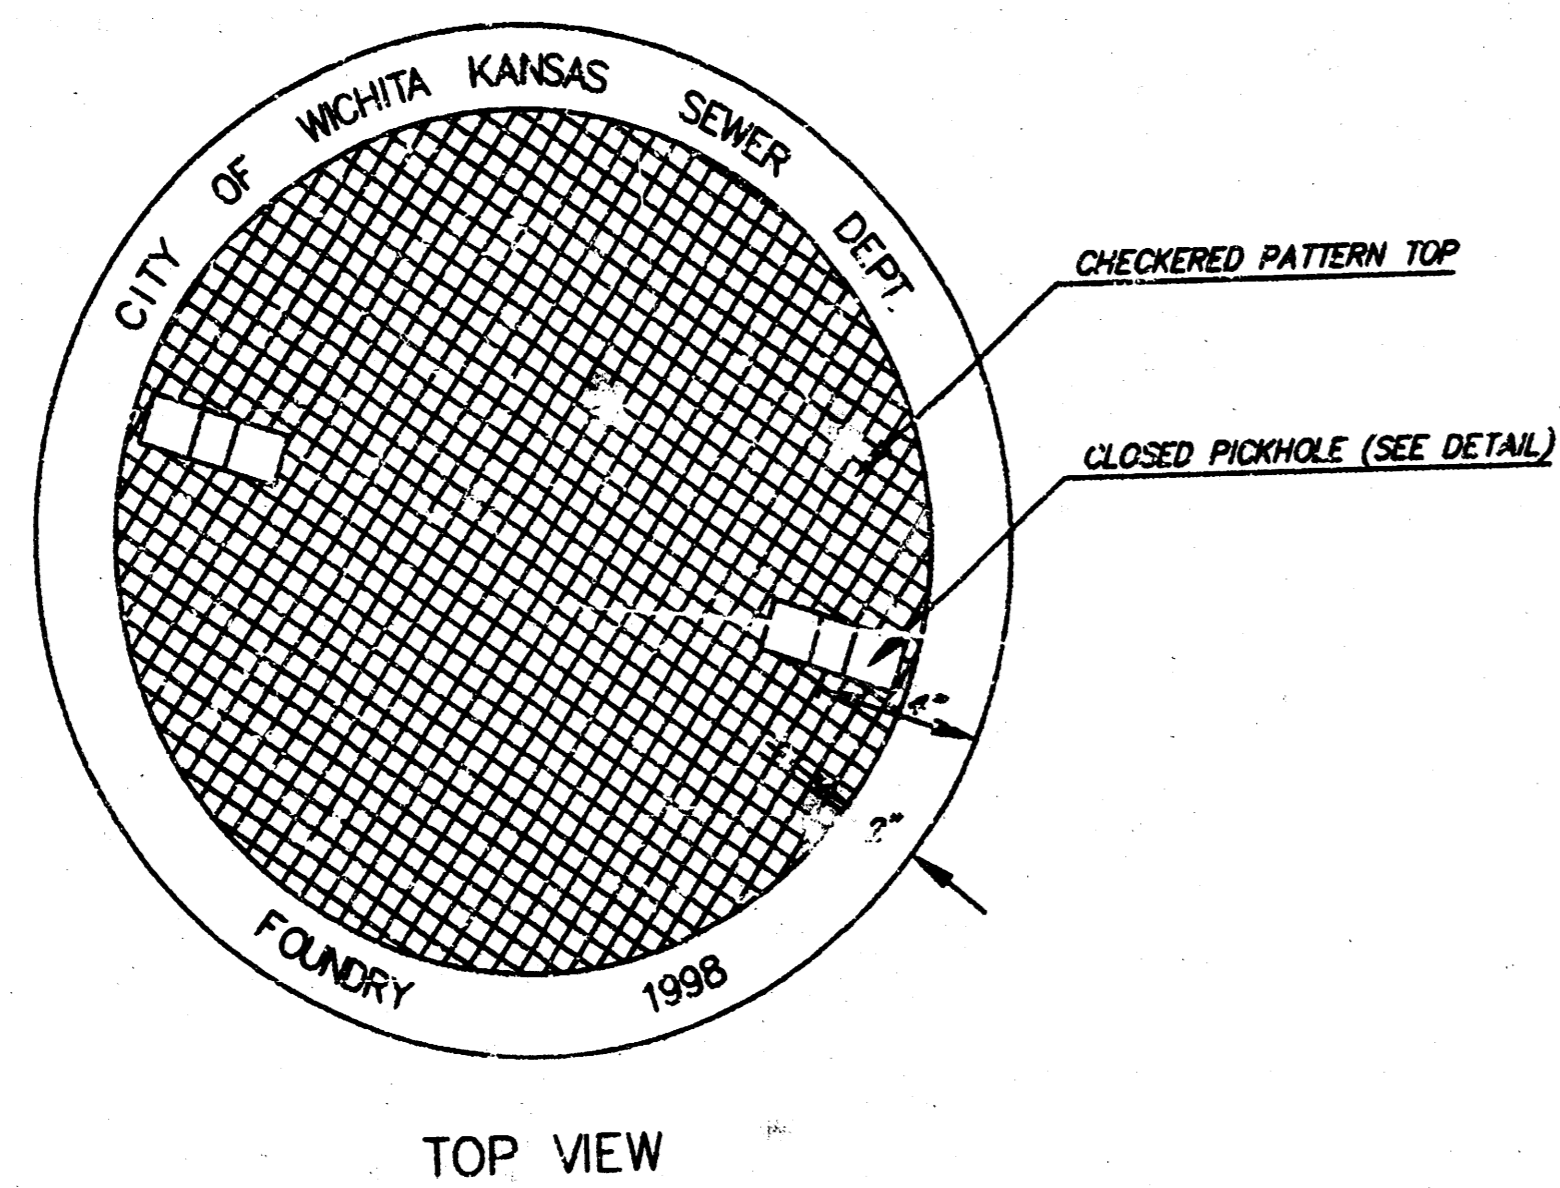 CITY OF WICHITA KANSAS SEWER DEPT.
CHECKERED PATTERN TOP
CLOSED PICKHOLE (SEE DETAIL)
4"
2"
FOUNDRY 1998
TOP VIEW